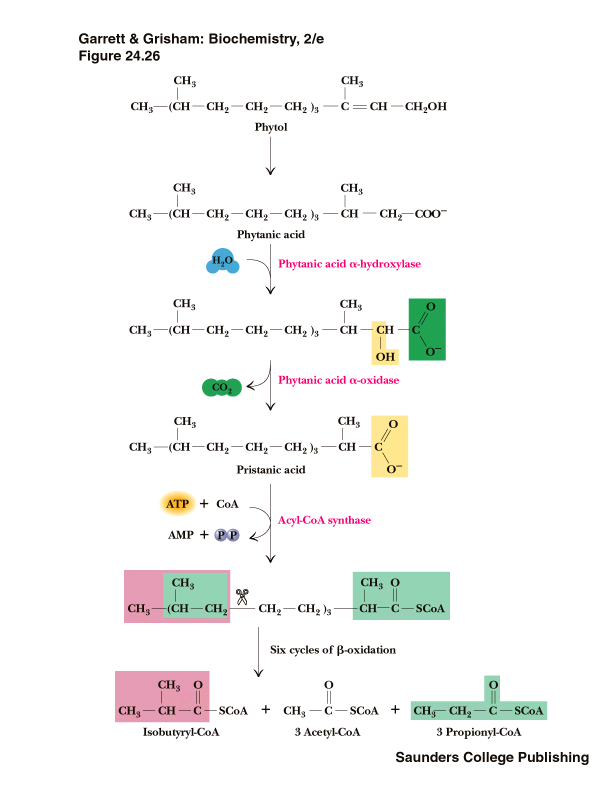 Garrett & Grisham: Biochemistry, 2/e
Figure 24.26
CH₃ CH₃
CH₃—(CH—CH₂—CH₂—CH₂)₃—C=CH—CH₂OH
Phytol
CH₃ CH₃
CH₃—(CH—CH₂—CH₂—CH₂)₃—CH—CH₂—COO⁻
Phytanic acid
H₂O Phytanic acid α-hydroxylase
CH₃ CH₃ O
CH₃—(CH—CH₂—CH₂—CH₂)₃—CH—CH—C
OH O⁻
CO₂ Phytanic acid α-oxidase
CH₃ CH₃ O
CH₃—(CH—CH₂—CH₂—CH₂)₃—CH—C
Pristanic acid O⁻
ATP + CoA
Acyl-CoA synthase
AMP + P P
CH₃ CH₃ O
CH₃—(CH—CH₂—CH₂—CH₂)₃—CH—C—SCoA
Six cycles of β-oxidation
CH₃ O O O
CH₃—CH—C—SCoA + CH₃—C—SCoA + CH₃—CH₂—C—SCoA
Isobutyryl-CoA 3 Acetyl-CoA 3 Propionyl-CoA
Saunders College Publishing